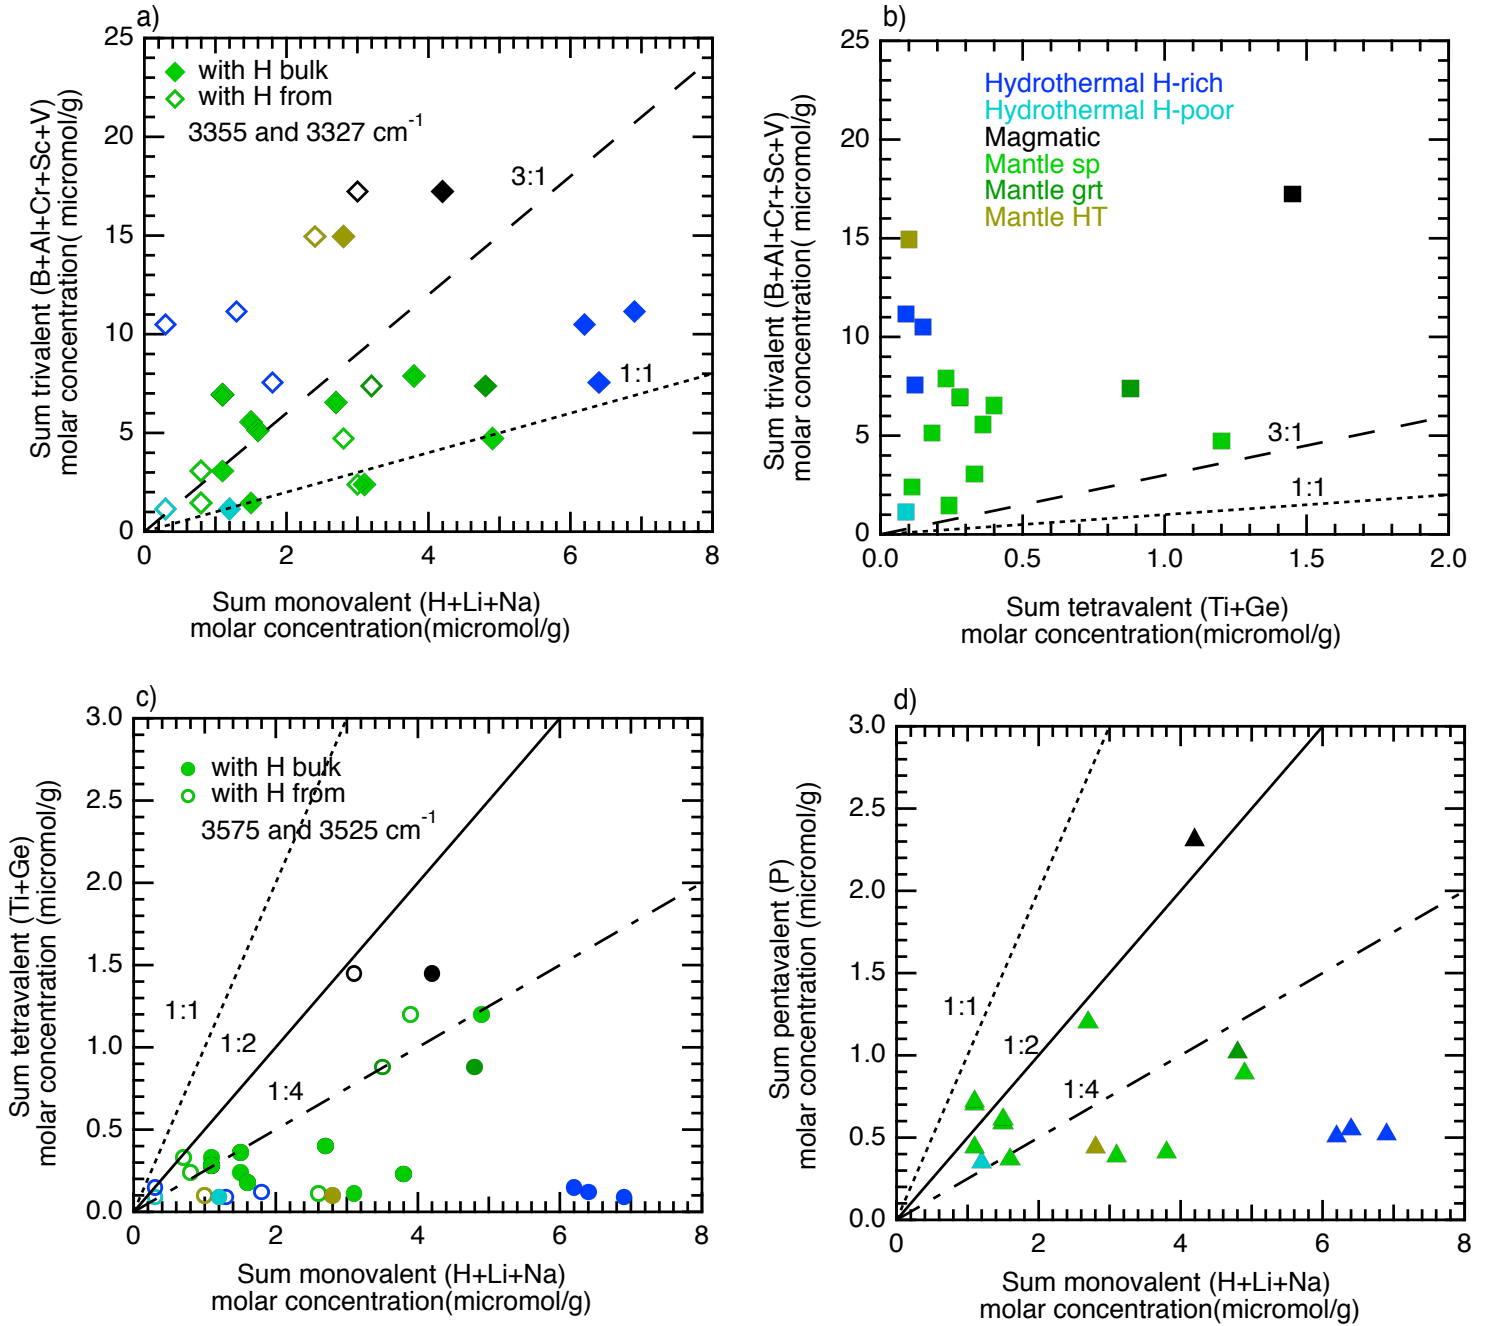 a)
25
20
15
10
5
0
0 2 4 6 8
with H bulk
with H from
3355 and 3327 cm-1
3:1
1:1
Sum trivalent (B+Al+Cr+Sc+V)
molar concentration( micromol/g)
Sum monovalent (H+Li+Na)
molar concentration(micromol/g)
b)
25
20
15
10
5
0
0.0 0.5 1.0 1.5 2.0
Hydrothermal H-rich
Hydrothermal H-poor
Magmatic
Mantle sp
Mantle grt
Mantle HT
3:1
1:1
Sum trivalent (B+Al+Cr+Sc+V)
molar concentration( micromol/g)
Sum tetravalent (Ti+Ge)
molar concentration(micromol/g)
c)
3.0
2.5
2.0
1.5
1.0
0.5
0.0
0 2 4 6 8
with H bulk
with H from
3575 and 3525 cm-1
1:1
1:2
1:4
Sum tetravalent (Ti+Ge)
molar concentration (micromol/g)
Sum monovalent (H+Li+Na)
molar concentration(micromol/g)
d)
3.0
2.5
2.0
1.5
1.0
0.5
0.0
0 2 4 6 8
1:1
1:2
1:4
Sum pentavalent (P)
molar concentration (micromol/g)
Sum monovalent (H+Li+Na)
molar concentration(micromol/g)